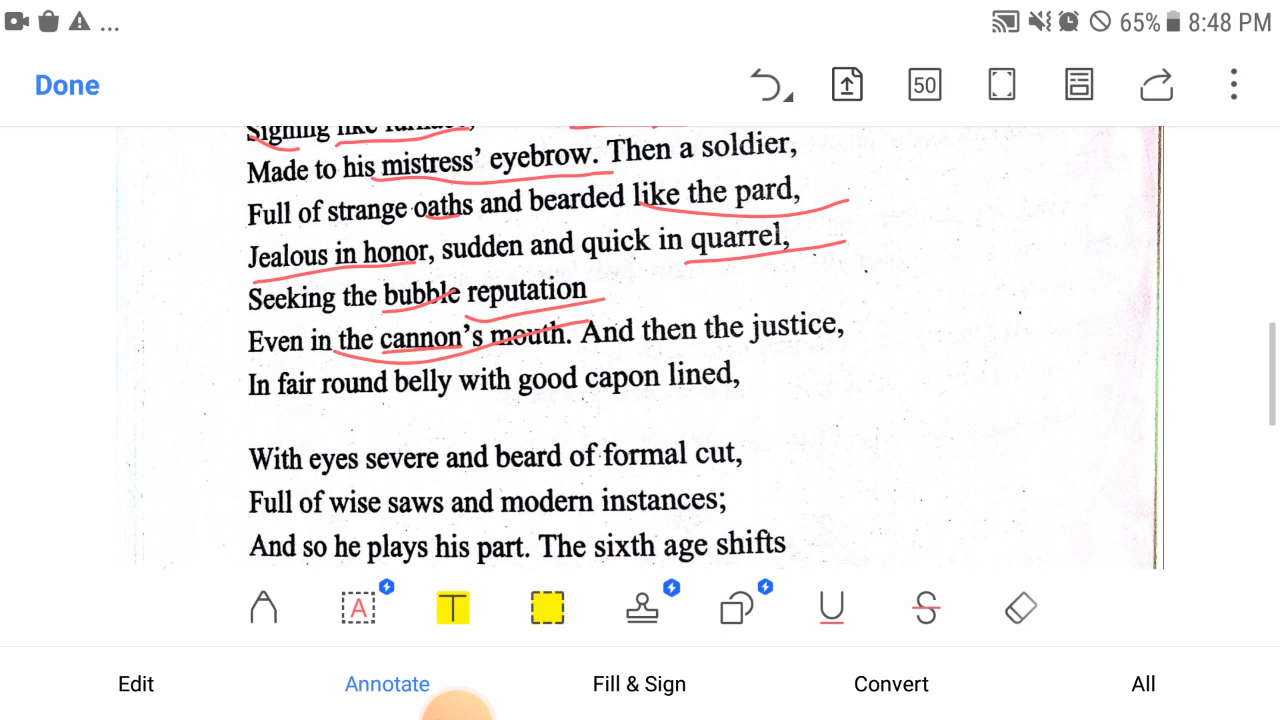 ... 65% 8:48 PM
Done 50
Sighing like furnace,
Made to his mistress' eyebrow. Then a soldier,
Full of strange oaths and bearded like the pard,
Jealous in honor, sudden and quick in quarrel,
Seeking the bubble reputation
Even in the cannon's mouth. And then the justice,
In fair round belly with good capon lined,
With eyes severe and beard of formal cut,
Full of wise saws and modern instances;
And so he plays his part. The sixth age shifts
A T U S
Edit Annotate Fill & Sign Convert All